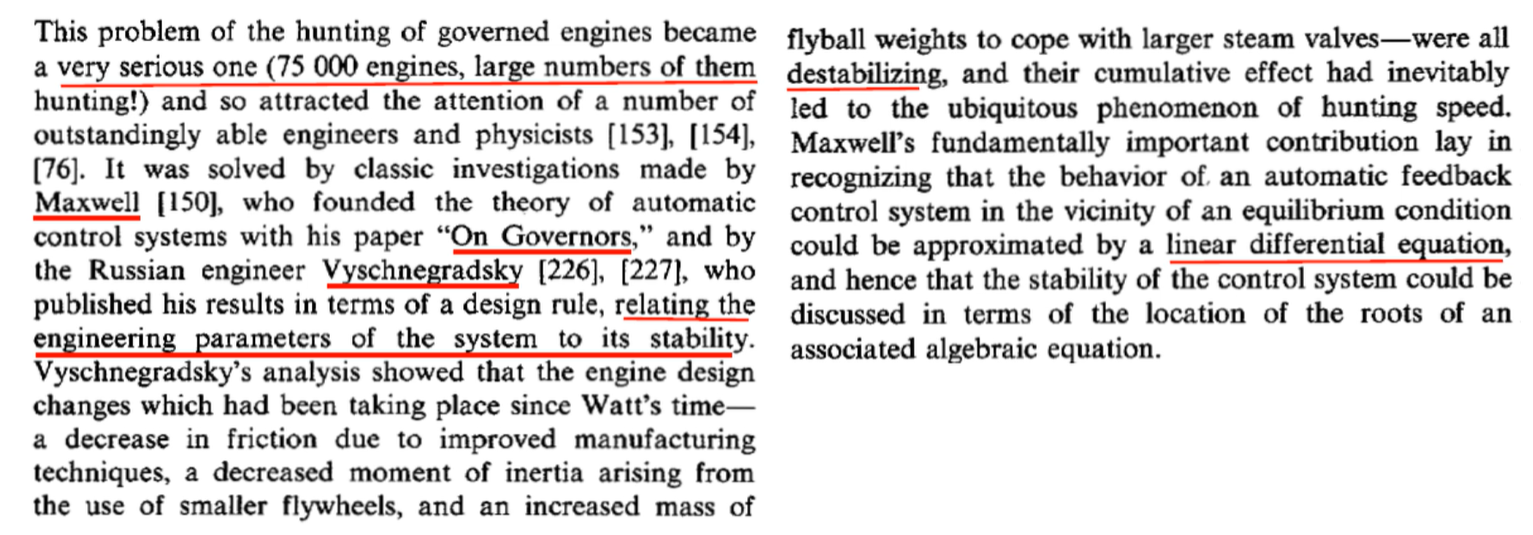 This problem of the hunting of governed engines became
a very serious one (75 000 engines, large numbers of them
hunting!) and so attracted the attention of a number of
outstandingly able engineers and physicists [153], [154],
[76]. It was solved by classic investigations made by
Maxwell [150], who founded the theory of automatic
control systems with his paper “On Governors,” and by
the Russian engineer Vyschnegradsky [226], [227], who
published his results in terms of a design rule, relating the
engineering parameters of the system to its stability.
Vyschnegradsky’s analysis showed that the engine design
changes which had been taking place since Watt’s time—
a decrease in friction due to improved manufacturing
techniques, a decreased moment of inertia arising from
the use of smaller flywheels, and an increased mass of
flyball weights to cope with larger steam valves—were all
destabilizing, and their cumulative effect had inevitably
led to the ubiquitous phenomenon of hunting speed.
Maxwell’s fundamentally important contribution lay in
recognizing that the behavior of an automatic feedback
control system in the vicinity of an equilibrium condition
could be approximated by a linear differential equation,
and hence that the stability of the control system could be
discussed in terms of the location of the roots of an
associated algebraic equation.